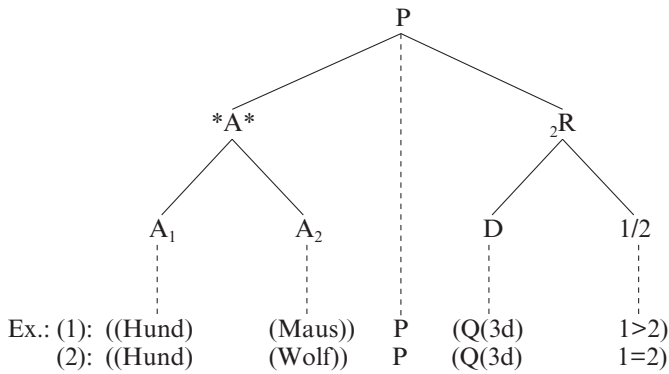 P
*A* ₂R
A₁ A₂ D 1/2
Ex.: (1): ((Hund) (Maus)) P (Q(3d) 1>2)
(2): ((Hund) (Wolf)) P (Q(3d) 1=2)